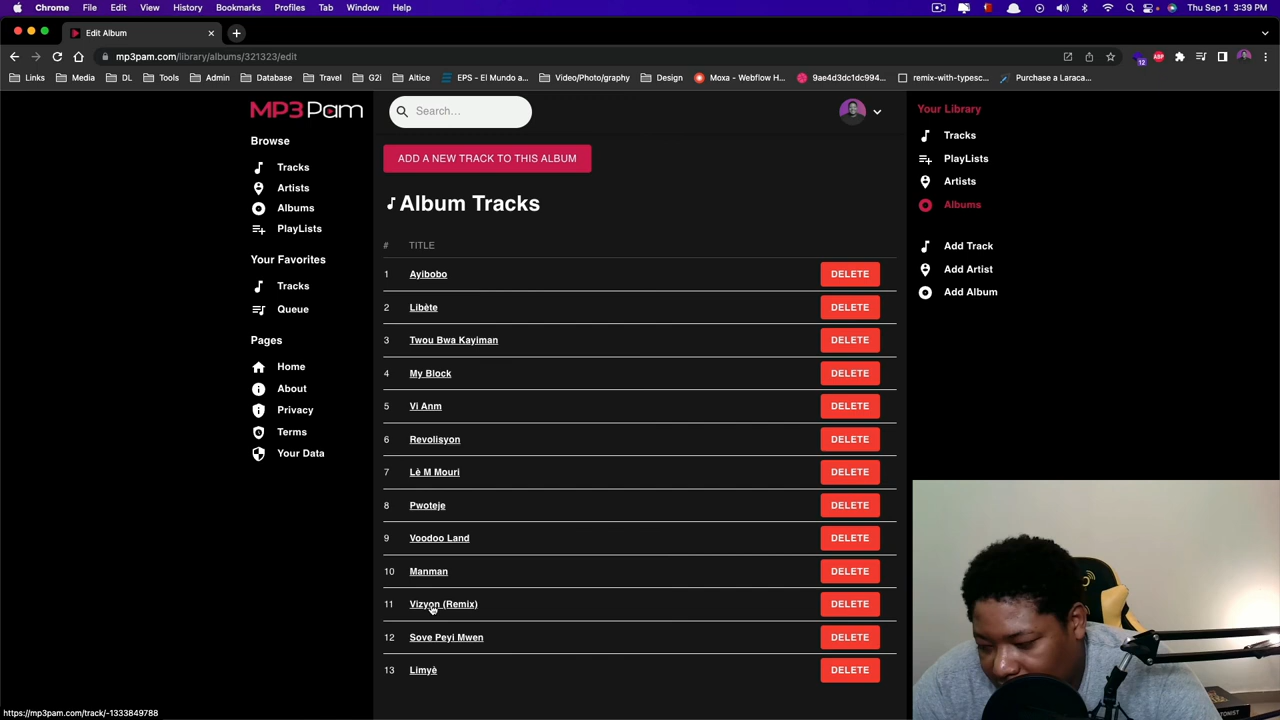 Chrome File Edit View History Bookmarks Profiles Tab Window Help Thu Sep 1 3:39 PM
Edit Album
mp3pam.com/library/albums/321323/edit
12 ABP
Links Media DL Tools Admin Database Travel G2i Altice EPS - El Mundo a... Video/Photo/graphy Design Moxa - Webflow H... 9ae4d3dc1dc994... remix-with-typesc... Purchase a Laraca...
MP3Pam
Browse
Tracks
Artists
Albums
PlayLists
Your Favorites
Tracks
Queue
Pages
Home
About
Privacy
Terms
Your Data
Search...
ADD A NEW TRACK TO THIS ALBUM
Album Tracks
# TITLE
1 Ayibobo DELETE
2 Libète DELETE
3 Twou Bwa Kayiman DELETE
4 My Block DELETE
5 Vi Anm DELETE
6 Revolisyon DELETE
7 Lè M Mouri DELETE
8 Pwoteje DELETE
9 Voodoo Land DELETE
10 Manman DELETE
11 Vizyon (Remix) DELETE
12 Sove Peyi Mwen DELETE
13 Limyè DELETE
Your Library
Tracks
PlayLists
Artists
Albums
Add Track
Add Artist
Add Album
https://mp3pam.com/track/-1333849788